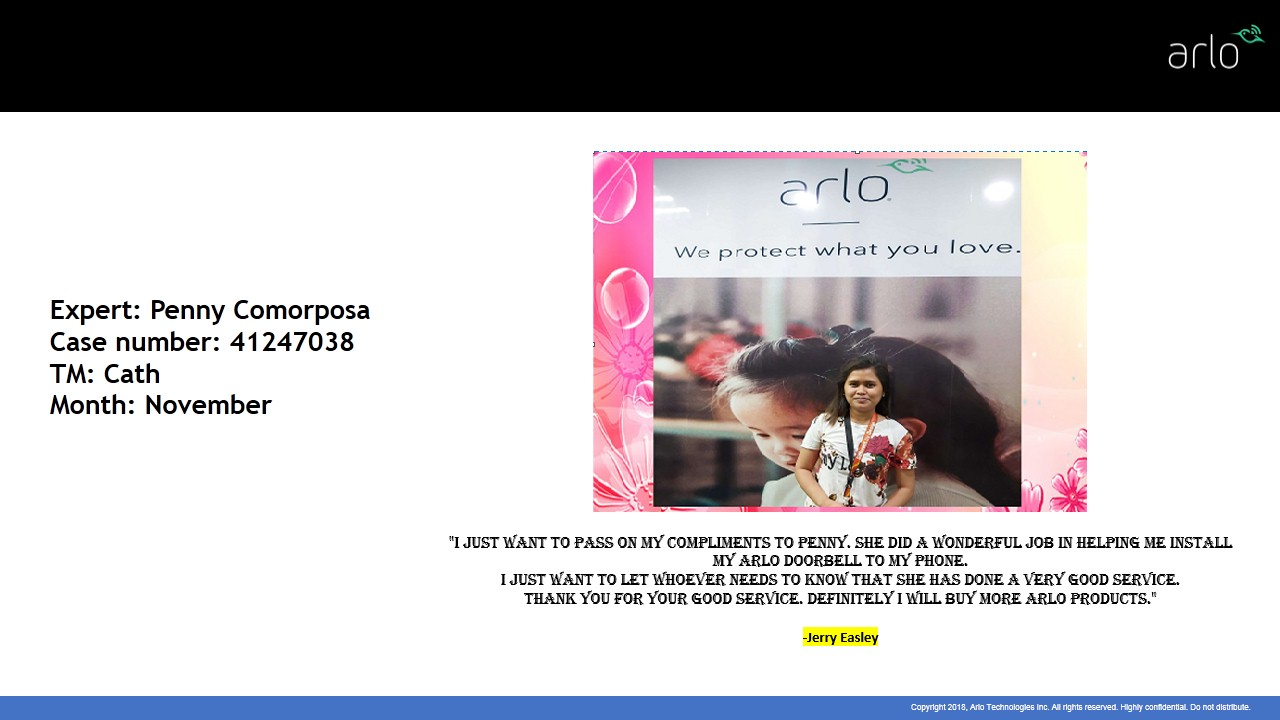 arlo
arlo
We protect what you love.
Expert: Penny Comorposa
Case number: 41247038
TM: Cath
Month: November
"I JUST WANT TO PASS ON MY COMPLIMENTS TO PENNY. SHE DID A WONDERFUL JOB IN HELPING ME INSTALL
MY ARLO DOORBELL TO MY PHONE.
I JUST WANT TO LET WHOEVER NEEDS TO KNOW THAT SHE HAS DONE A VERY GOOD SERVICE.
THANK YOU FOR YOUR GOOD SERVICE. DEFINITELY I WILL BUY MORE ARLO PRODUCTS."
-Jerry Easley
Copyright 2018, Arlo Technologies Inc. All rights reserved. Highly confidential. Do not distribute.